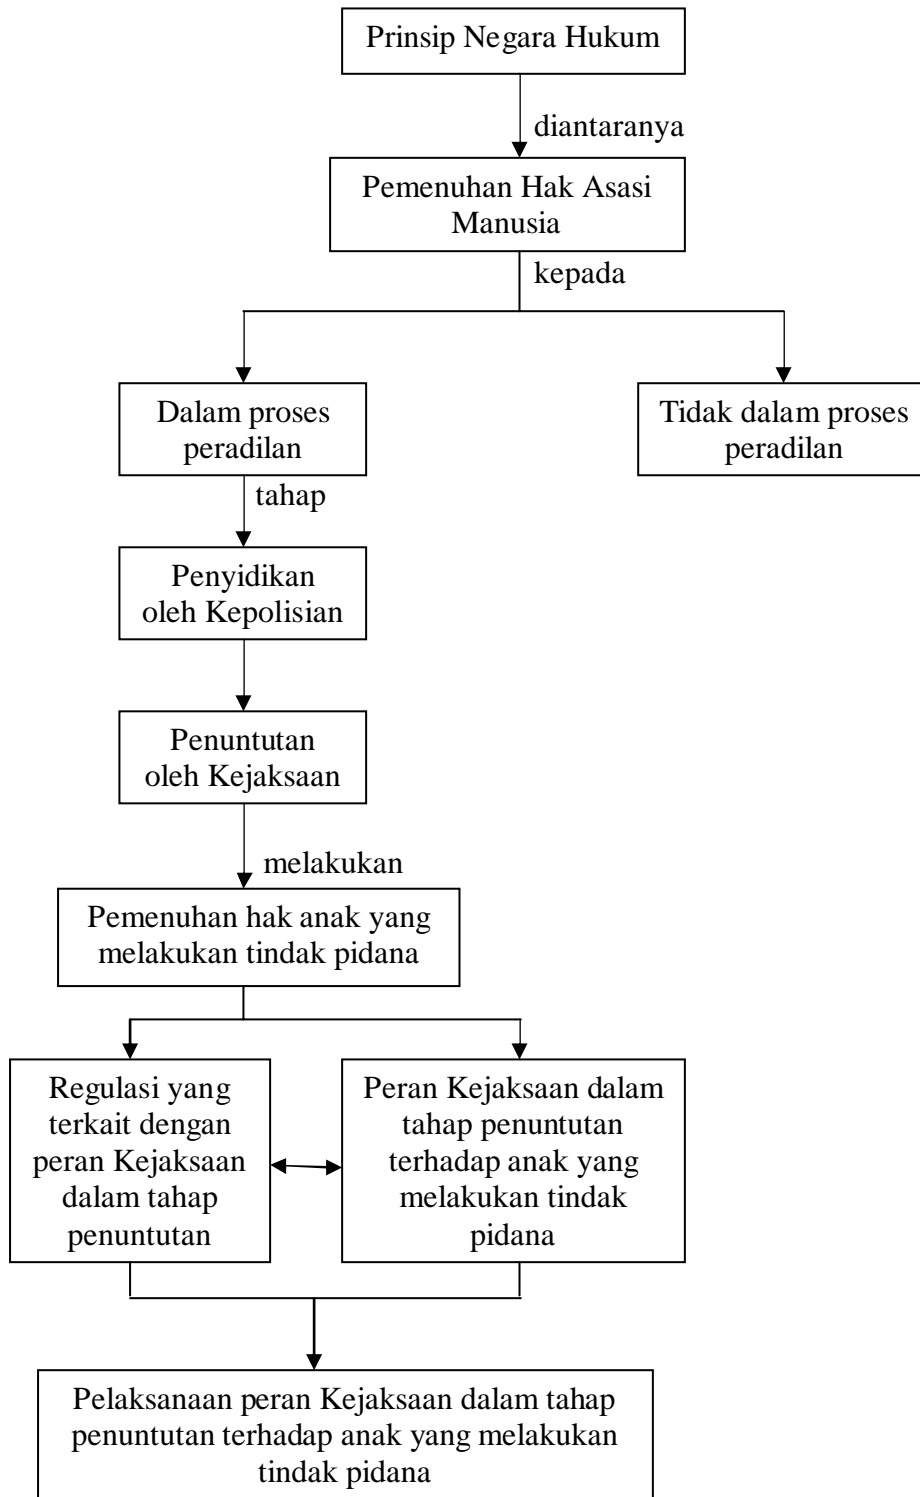 Prinsip Negara Hukum
diantaranya
Pemenuhan Hak Asasi
Manusia
kepada
Dalam proses
peradilan
Tidak dalam proses
peradilan
tahap
Penyidikan
oleh Kepolisian
Penuntutan
oleh Kejaksaan
melakukan
Pemenuhan hak anak yang
melakukan tindak pidana
Regulasi yang
terkait dengan
peran Kejaksaan
dalam tahap
penuntutan
Peran Kejaksaan dalam
tahap penuntutan
terhadap anak yang
melakukan tindak
pidana
Pelaksanaan peran Kejaksaan dalam tahap
penuntutan terhadap anak yang melakukan
tindak pidana